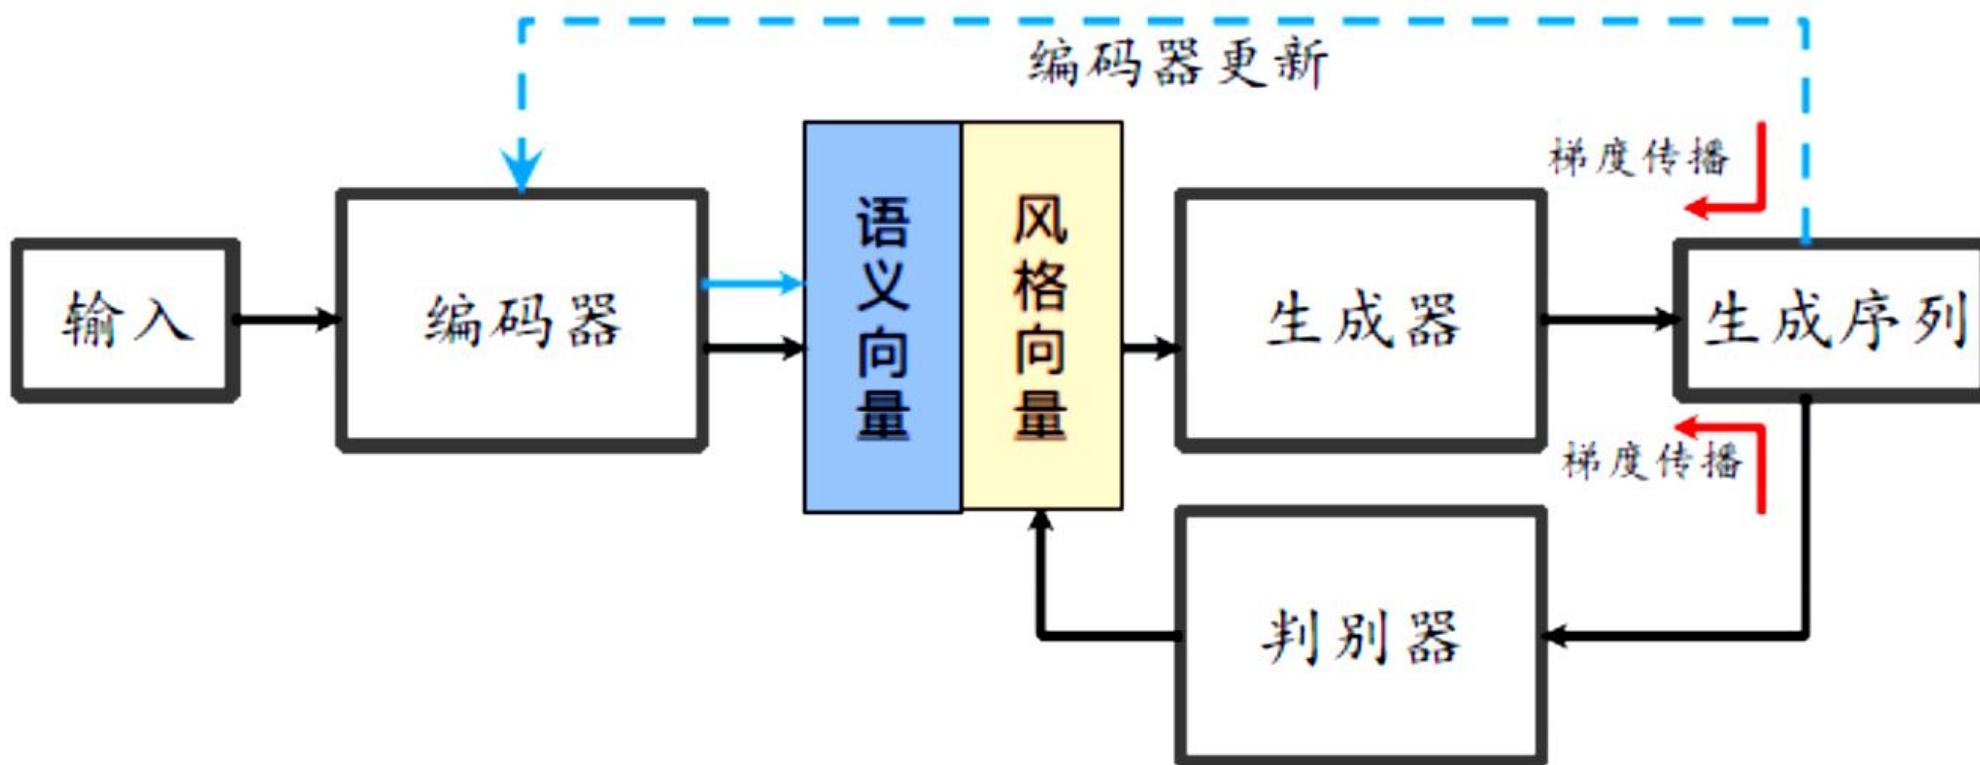 编码器更新
梯度传播
输入
编码器
语义向量
风格向量
生成器
生成序列
梯度传播
判别器